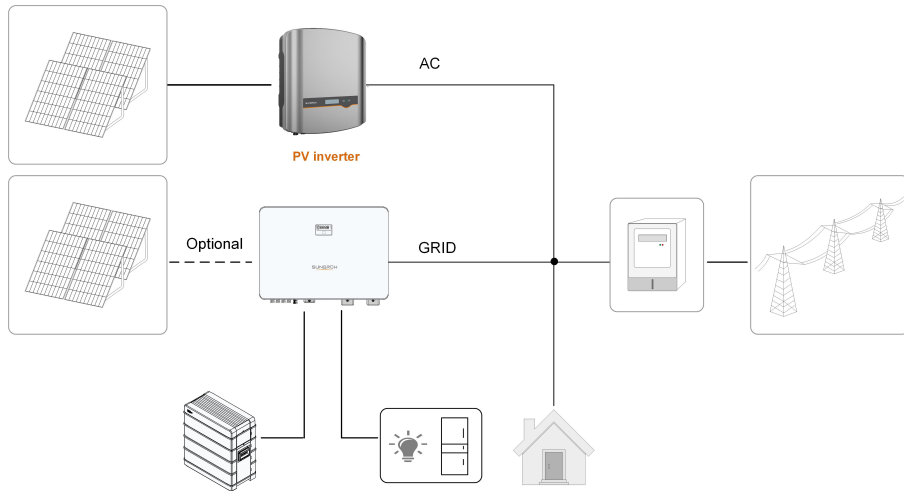 AC
PV inverter
Optional
GRID
SUNGROW